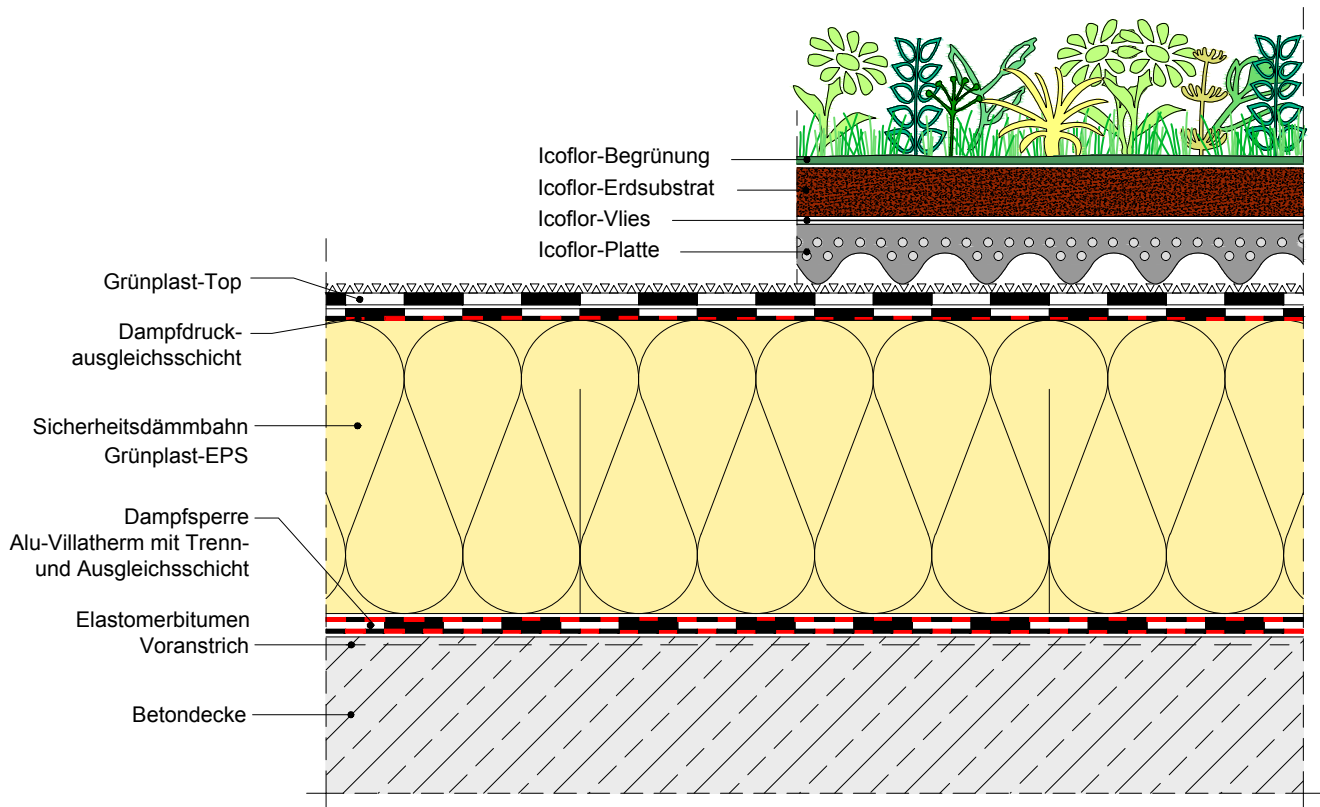 Icoflor-Begrünung
Icoflor-Erdsubstrat
Icoflor-Vlies
Icoflor-Platte
Grünplast-Top
Dampfdruck-
ausgleichsschicht
Sicherheitsdämmbahn
Grünplast-EPS
Dampfsperre
Alu-Villatherm mit Trenn-
und Ausgleichsschicht
Elastomerbitumen
Voranstrich
Betondecke